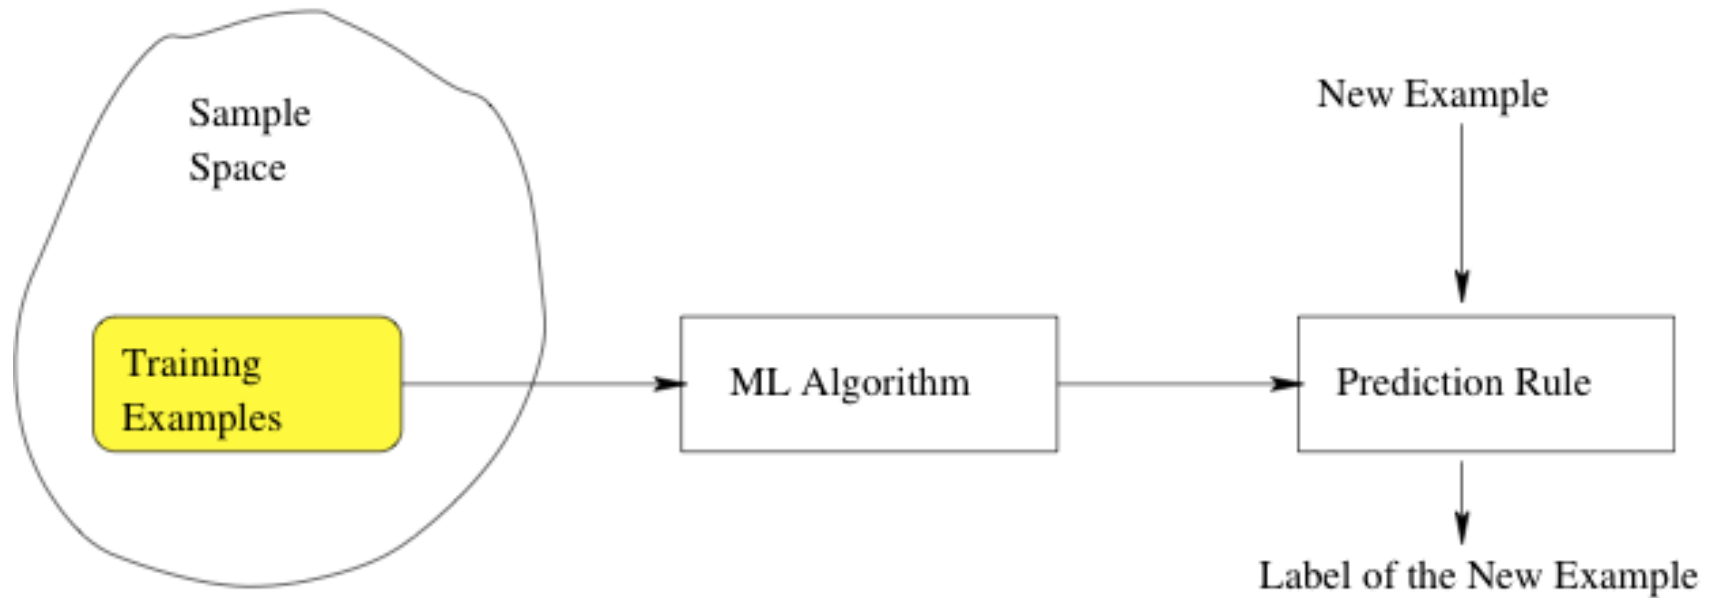 Sample
Space
Training
Examples
ML Algorithm
New Example
Prediction Rule
Label of the New Example